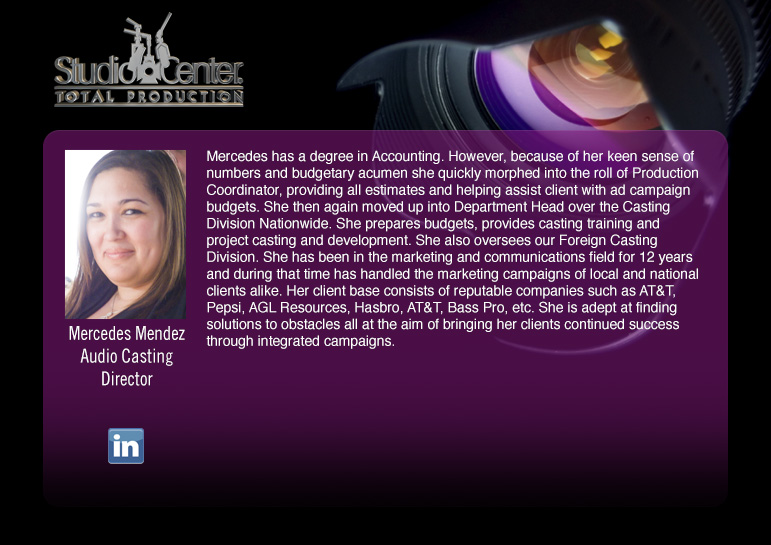 Studio Center
TOTAL PRODUCTION
Mercedes has a degree in Accounting. However, because of her keen sense of
numbers and budgetary acumen she quickly morphed into the roll of Production
Coordinator, providing all estimates and helping assist client with ad campaign
budgets. She then again moved up into Department Head over the Casting
Division Nationwide. She prepares budgets, provides casting training and
project casting and development. She also oversees our Foreign Casting
Division. She has been in the marketing and communications field for 12 years
and during that time has handled the marketing campaigns of local and national
clients alike. Her client base consists of reputable companies such as AT&T,
Pepsi, AGL Resources, Hasbro, AT&T, Bass Pro, etc. She is adept at finding
solutions to obstacles all at the aim of bringing her clients continued success
through integrated campaigns.
Mercedes Mendez
Audio Casting
Director
in